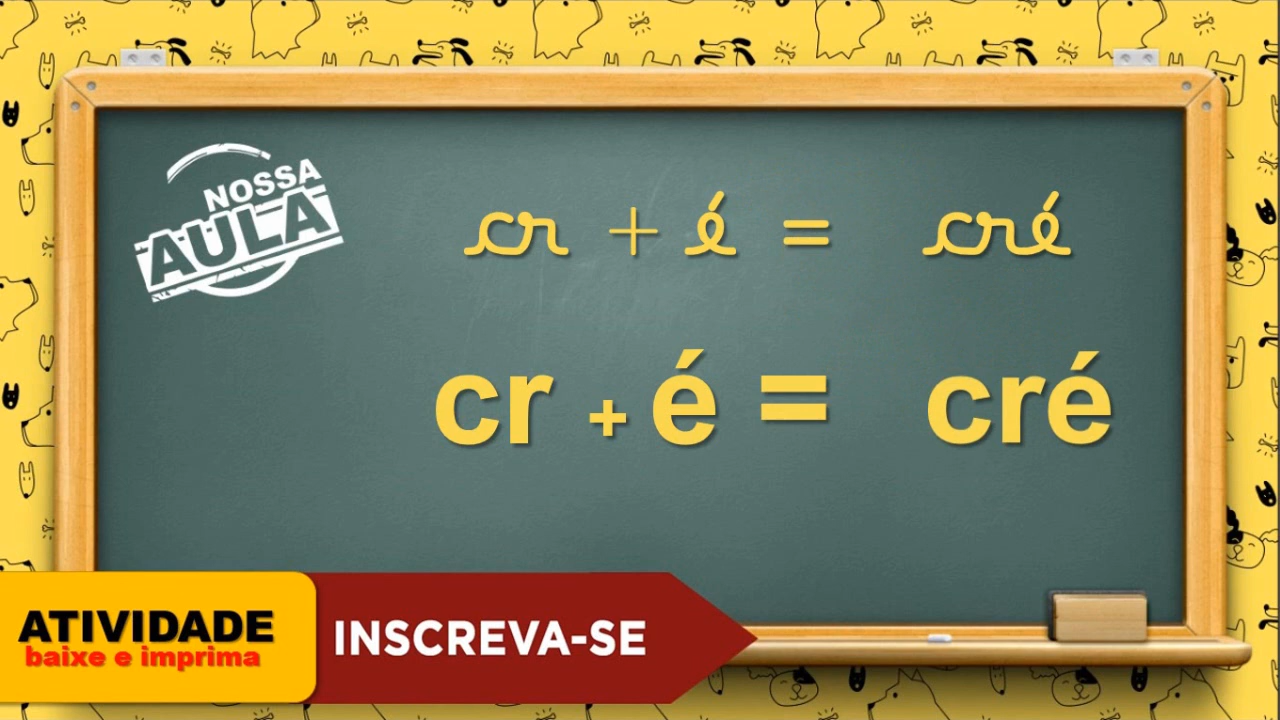 NOSSA
AULA
cr + é = cré
cr + é = cré
ATIVIDADE
baixe e imprima
INSCREVA-SE